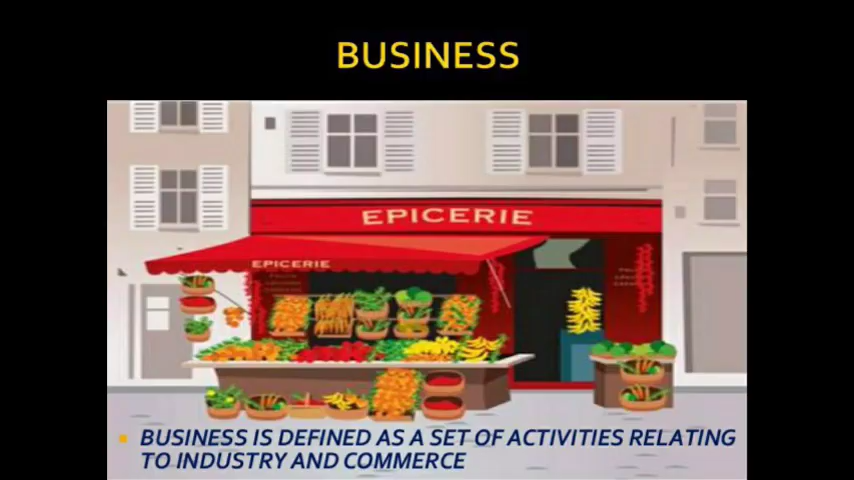 BUSINESS
EPICERIE
EPICERIE
BUSINESS IS DEFINED AS A SET OF ACTIVITIES RELATING
TO INDUSTRY AND COMMERCE